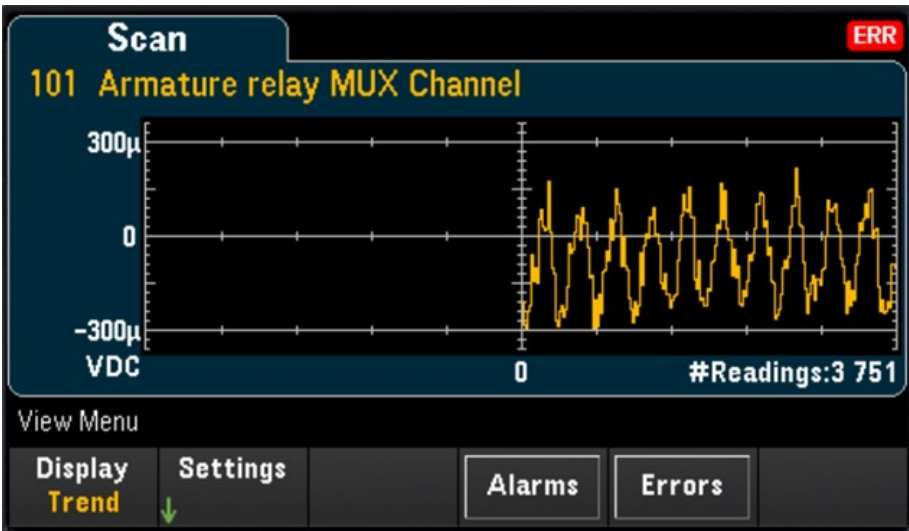 Scan
ERR
101 Armature relay MUX Channel
300µ
0
-300µ
VDC
0 #Readings:3 751
View Menu
Display Settings Alarms Errors
Trend